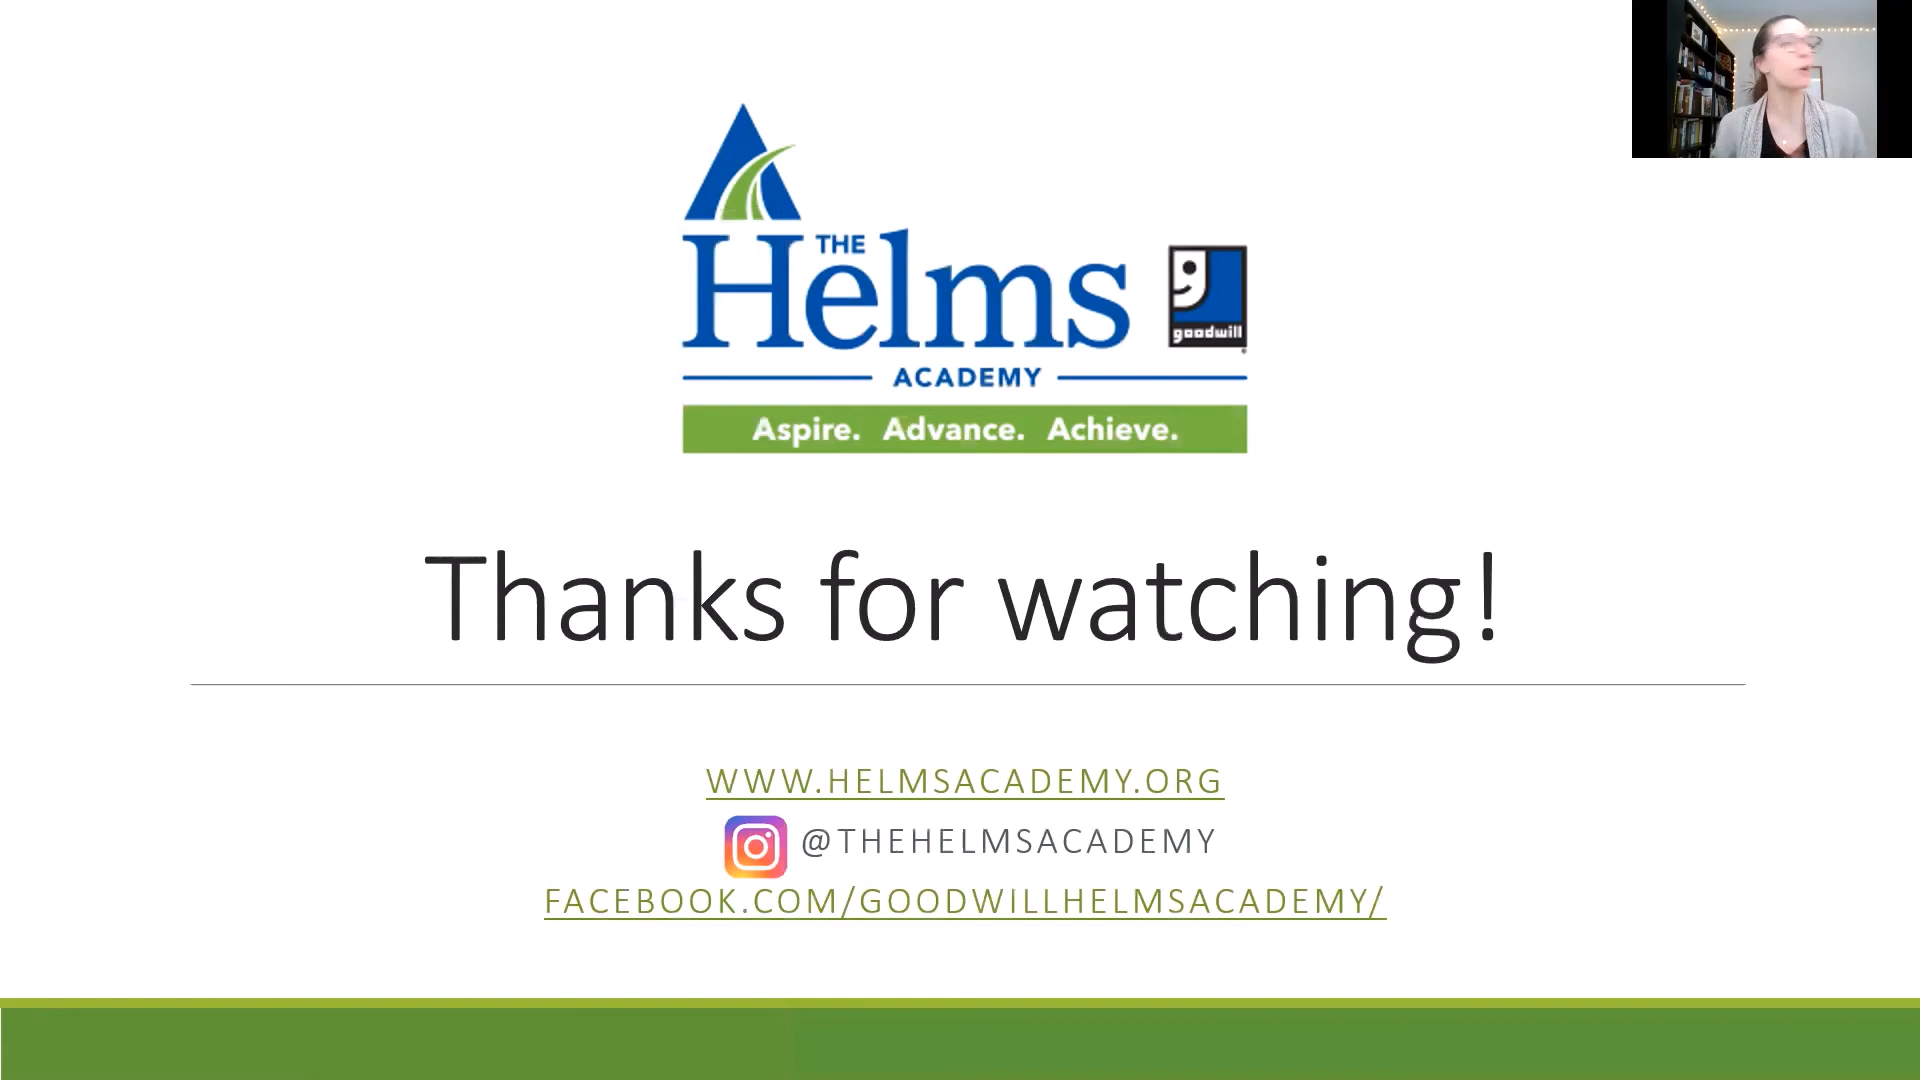 THE
Helms
goodwill
ACADEMY
Aspire. Advance. Achieve.
Thanks for watching!
WWW.HELMSACADEMY.ORG
@THEHELMSACADEMY
FACEBOOK.COM/GOODWILLHELMSACADEMY/